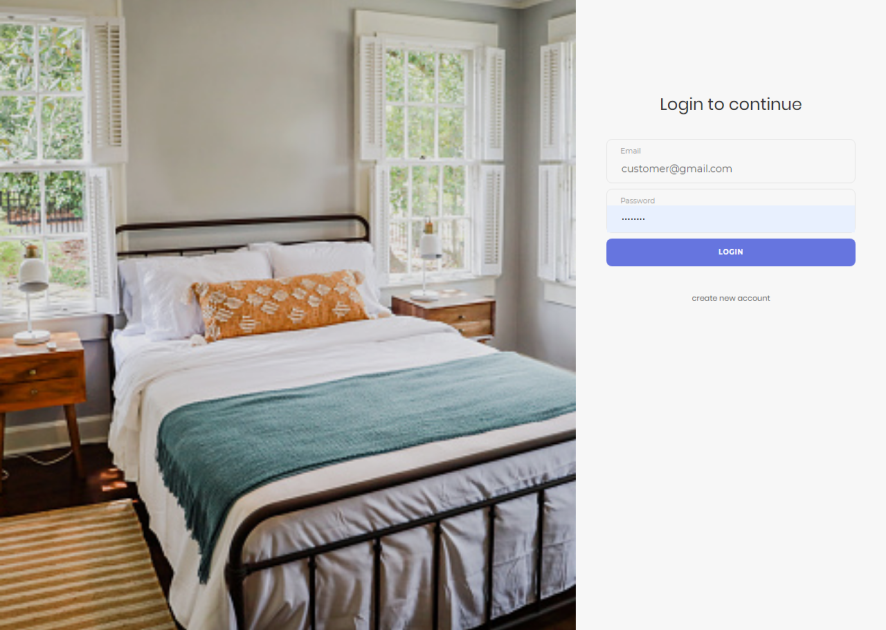 Login to continue
Email
customer@gmail.com
Password
········
LOGIN
create new account